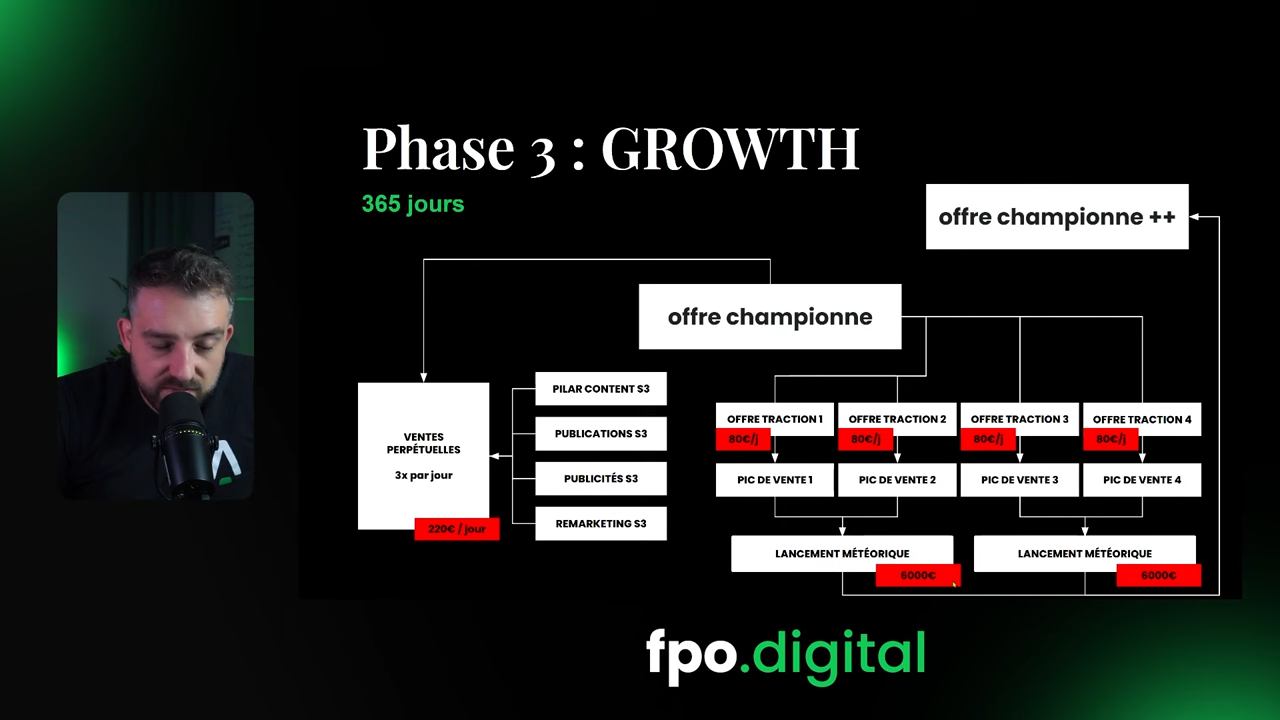 Phase 3 : GROWTH
365 jours
offre championne ++
offre championne
VENTES
PERPÉTUELLES
3x par jour
220€ / jour
PILAR CONTENT S3
PUBLICATIONS S3
PUBLICITÉS S3
REMARKETING S3
OFFRE TRACTION 1
OFFRE TRACTION 2
OFFRE TRACTION 3
OFFRE TRACTION 4
80€/j
80€/j
80€/j
80€/j
PIC DE VENTE 1
PIC DE VENTE 2
PIC DE VENTE 3
PIC DE VENTE 4
LANCEMENT MÉTÉORIQUE
LANCEMENT MÉTÉORIQUE
6000€
6000€
fpo.digital